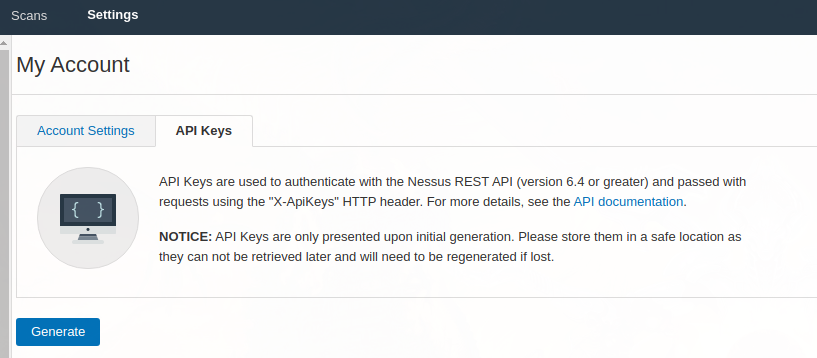 Scans Settings
My Account
Account Settings API Keys
{ }
API Keys are used to authenticate with the Nessus REST API (version 6.4 or greater) and passed with
requests using the "X-ApiKeys" HTTP header. For more details, see the API documentation.
NOTICE: API Keys are only presented upon initial generation. Please store them in a safe location as
they can not be retrieved later and will need to be regenerated if lost.
Generate